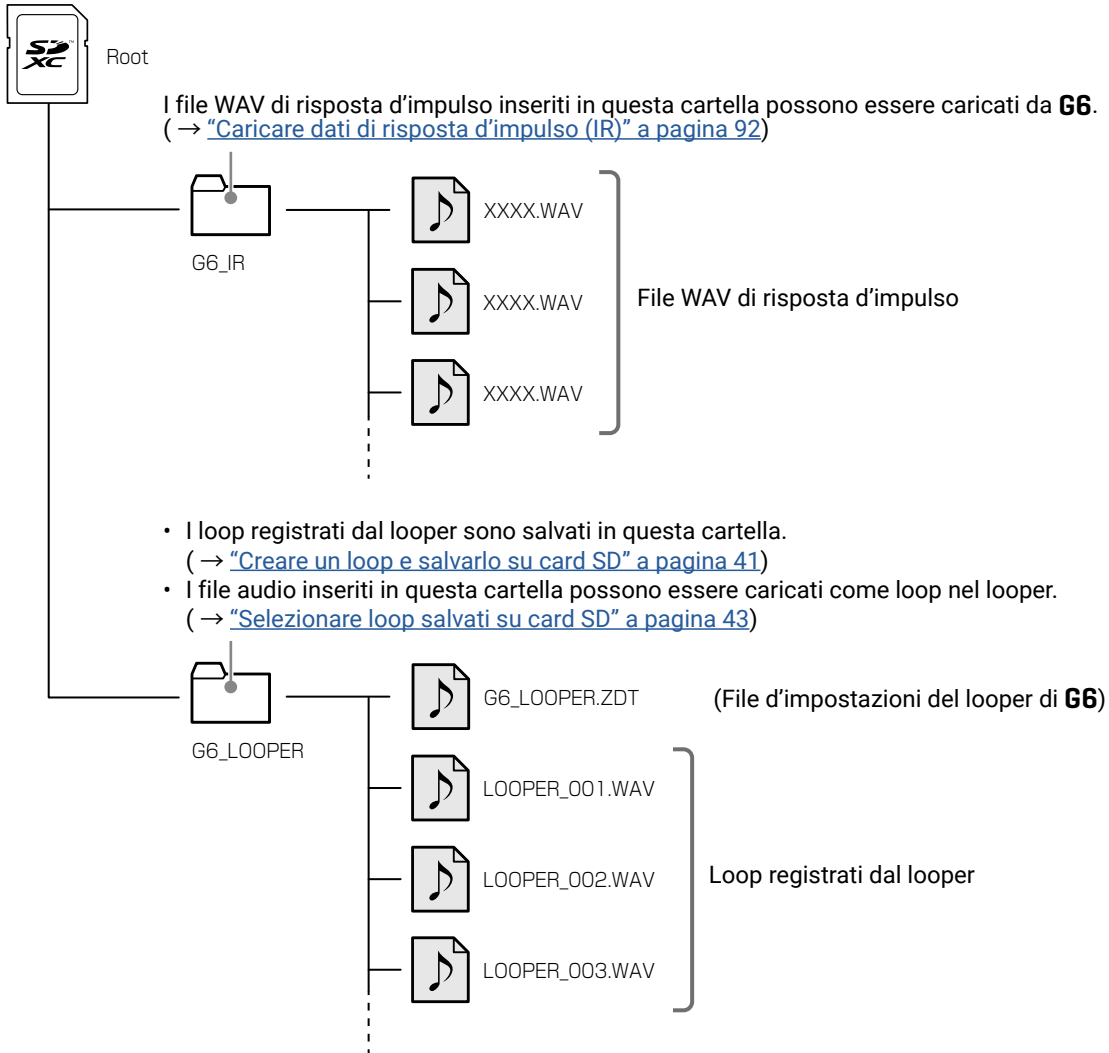 SD XC™
Root
I file WAV di risposta d'impulso inseriti in questa cartella possono essere caricati da G6.
( → "Caricare dati di risposta d'impulso (IR)" a pagina 92)
XXXX.WAV
G6_IR
XXXX.WAV
File WAV di risposta d'impulso
XXXX.WAV
• I loop registrati dal looper sono salvati in questa cartella.
( → "Creare un loop e salvarlo su card SD" a pagina 41)
• I file audio inseriti in questa cartella possono essere caricati come loop nel looper.
( → "Selezionare loop salvati su card SD" a pagina 43)
G6_LOOPER.ZDT (File d'impostazioni del looper di G6)
G6_LOOPER
LOOPER_001.WAV
LOOPER_002.WAV
Loop registrati dal looper
LOOPER_003.WAV